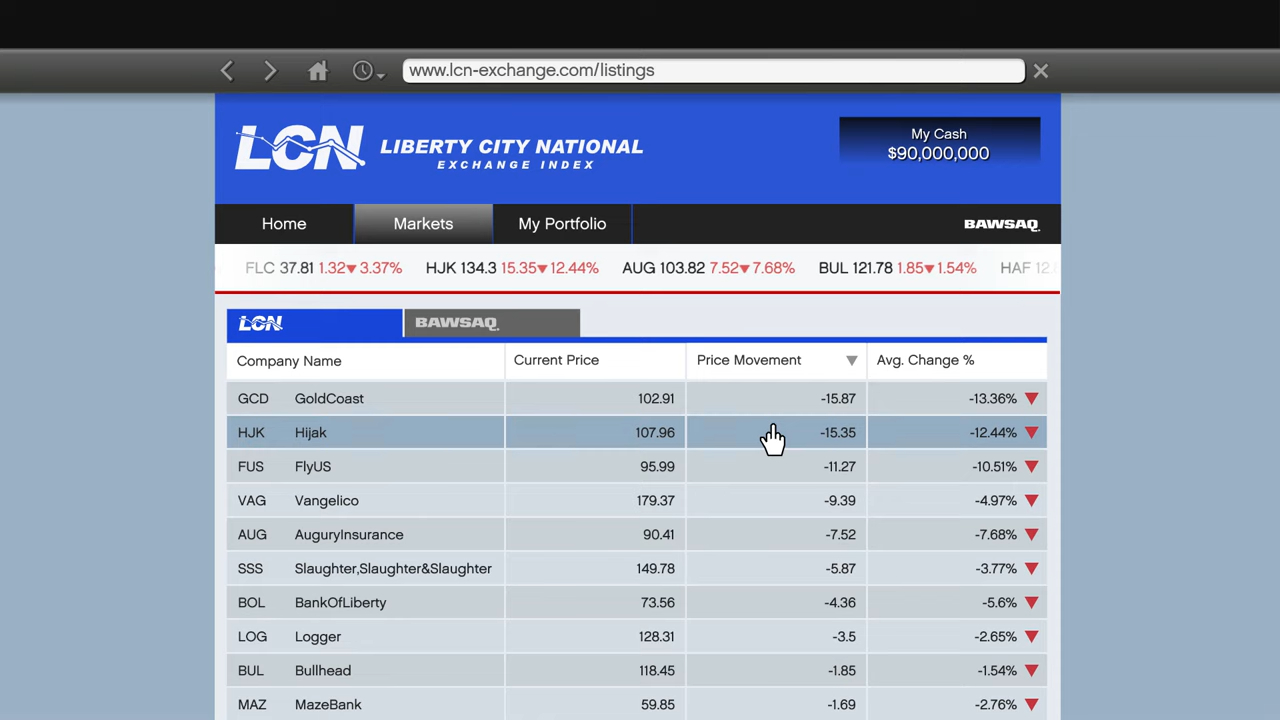 www.lcn-exchange.com/listings
LCN LIBERTY CITY NATIONAL
EXCHANGE INDEX
My Cash
$90,000,000
Home Markets My Portfolio BAWSAQ
FLC 37.81 1.32▼3.37% HJK 134.3 15.35▼12.44% AUG 103.82 7.52▼7.68% BUL 121.78 1.85▼1.54% HAF
LCN BAWSAQ
Company Name Current Price Price Movement ▼ Avg. Change %
GCD GoldCoast 102.91 -15.87 -13.36% ▼
HJK Hijak 107.96 -15.35 -12.44% ▼
FUS FlyUS 95.99 -11.27 -10.51% ▼
VAG Vangelico 179.37 -9.39 -4.97% ▼
AUG AuguryInsurance 90.41 -7.52 -7.68% ▼
SSS Slaughter,Slaughter&Slaughter 149.78 -5.87 -3.77% ▼
BOL BankOfLiberty 73.56 -4.36 -5.6% ▼
LOG Logger 128.31 -3.5 -2.65% ▼
BUL Bullhead 118.45 -1.85 -1.54% ▼
MAZ MazeBank 59.85 -1.69 -2.76% ▼